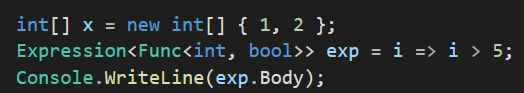 int[] x = new int[] { 1, 2 };
Expression<Func<int, bool>> exp = i => i > 5;
Console.WriteLine(exp.Body);